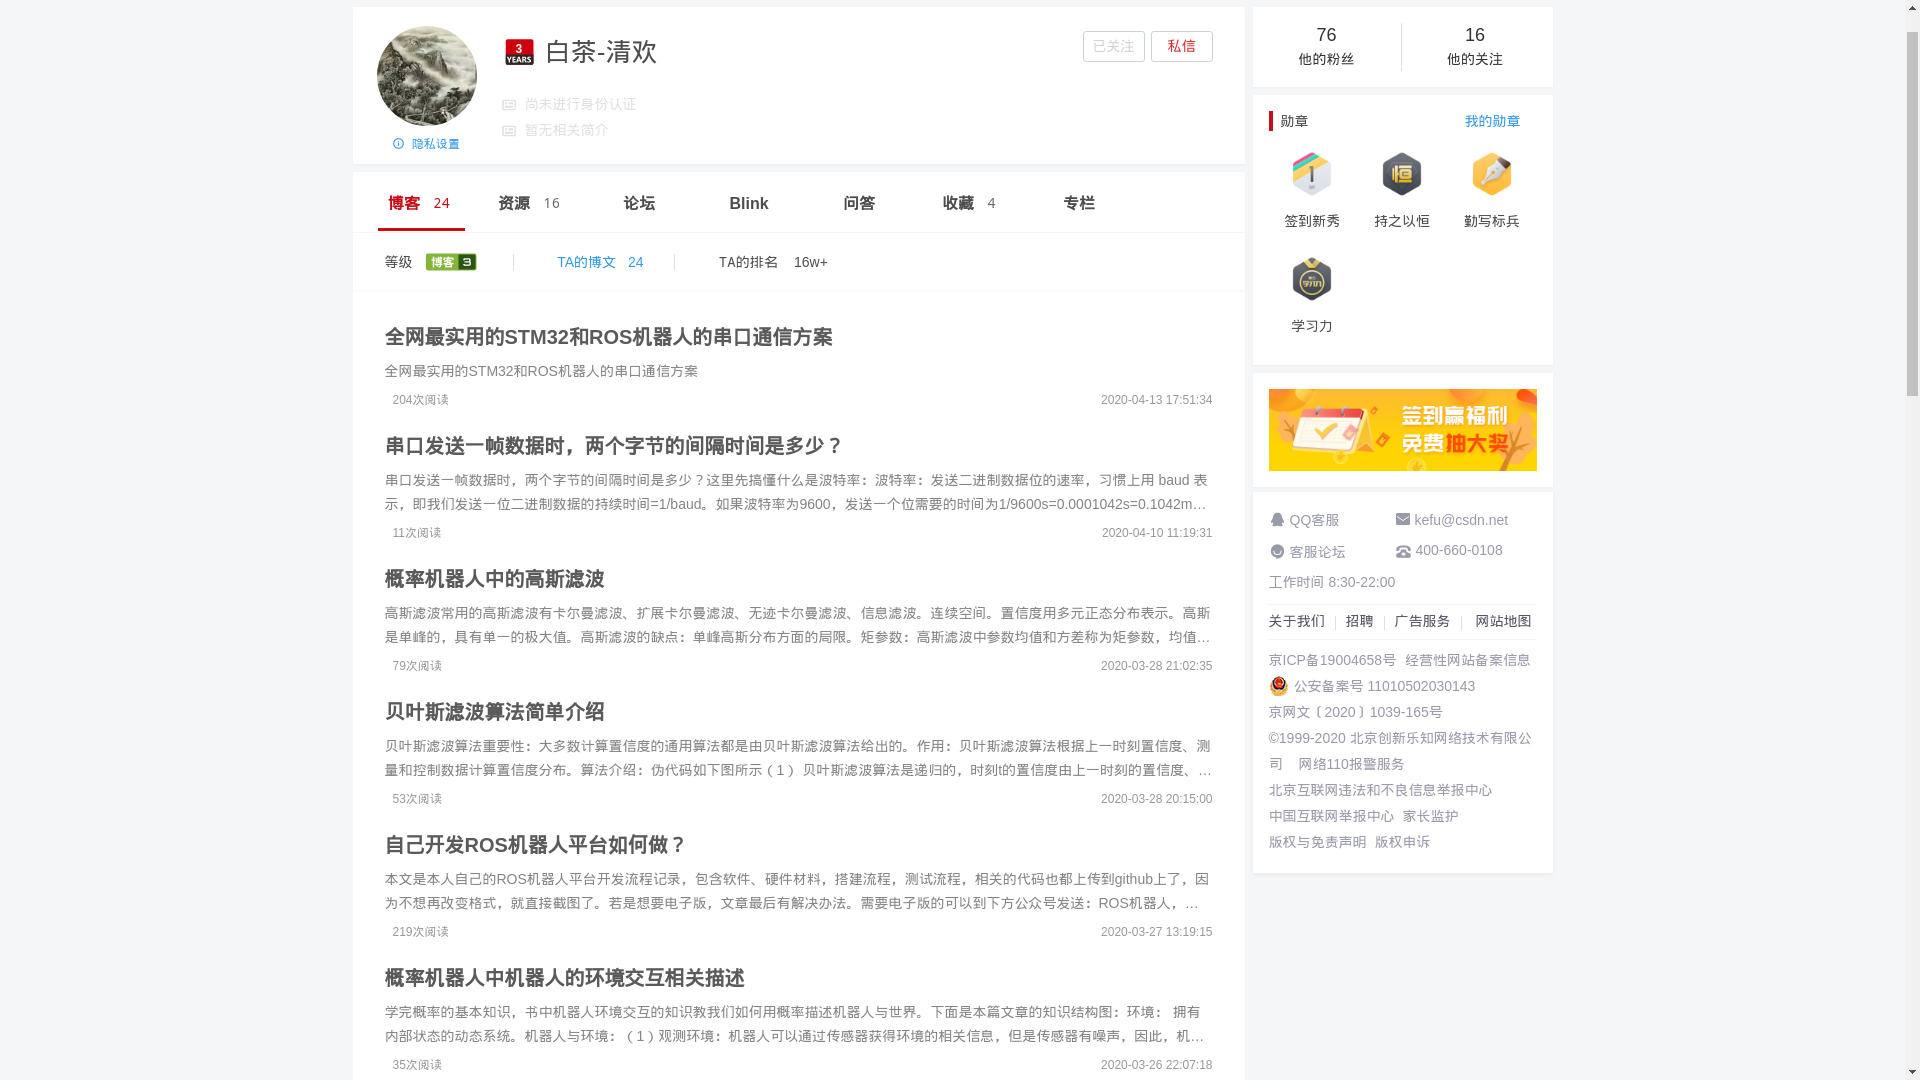 3
YEARS
白茶-清欢
已关注
私信
尚未进行身份认证
暂无相关简介
隐私设置
博客 24
资源 16
论坛
Blink
问答
收藏 4
专栏
等级 博客 3
TA的博文 24
TA的排名 16w+
全网最实用的STM32和ROS机器人的串口通信方案
全网最实用的STM32和ROS机器人的串口通信方案
204次阅读 2020-04-13 17:51:34
串口发送一帧数据时，两个字节的间隔时间是多少？
串口发送一帧数据时，两个字节的间隔时间是多少？这里先搞懂什么是波特率：波特率：发送二进制数据位的速率，习惯上用 baud 表
示，即我们发送一位二进制数据的持续时间=1/baud。如果波特率为9600，发送一个位需要的时间为1/9600s=0.0001042s=0.1042m…
11次阅读 2020-04-10 11:19:31
概率机器人中的高斯滤波
高斯滤波常用的高斯滤波有卡尔曼滤波、扩展卡尔曼滤波、无迹卡尔曼滤波、信息滤波。连续空间。置信度用多元正态分布表示。高斯
是单峰的，具有单一的极大值。高斯滤波的缺点：单峰高斯分布方面的局限。矩参数：高斯滤波中参数均值和方差称为矩参数，均值…
79次阅读 2020-03-28 21:02:35
贝叶斯滤波算法简单介绍
贝叶斯滤波算法重要性：大多数计算置信度的通用算法都是由贝叶斯滤波算法给出的。作用：贝叶斯滤波算法根据上一时刻置信度、测
量和控制数据计算置信度分布。算法介绍：伪代码如下图所示（1） 贝叶斯滤波算法是递归的，时刻t的置信度由上一时刻的置信度、…
53次阅读 2020-03-28 20:15:00
自己开发ROS机器人平台如何做？
本文是本人自己的ROS机器人平台开发流程记录，包含软件、硬件材料，搭建流程，测试流程，相关的代码也都上传到github上了，因
为不想再改变格式，就直接截图了。若是想要电子版，文章最后有解决办法。需要电子版的可以到下方公众号发送：ROS机器人，…
219次阅读 2020-03-27 13:19:15
概率机器人中机器人的环境交互相关描述
学完概率的基本知识，书中机器人环境交互的知识教我们如何用概率描述机器人与世界。下面是本篇文章的知识结构图：环境： 拥有
内部状态的动态系统。机器人与环境：（1）观测环境：机器人可以通过传感器获得环境的相关信息，但是传感器有噪声，因此，机…
35次阅读 2020-03-26 22:07:18
76
他的粉丝
16
他的关注
勋章 我的勋章
恒
签到新秀 持之以恒 勤写标兵
学习力
学习力
签到赢福利
免费抽大奖
QQ客服 kefu@csdn.net
客服论坛 400-660-0108
工作时间 8:30-22:00
关于我们 招聘 广告服务 网站地图
京ICP备19004658号 经营性网站备案信息
公安备案号 11010502030143
京网文〔2020〕1039-165号
©1999-2020 北京创新乐知网络技术有限公
司 网络110报警服务
北京互联网违法和不良信息举报中心
中国互联网举报中心 家长监护
版权与免责声明 版权申诉